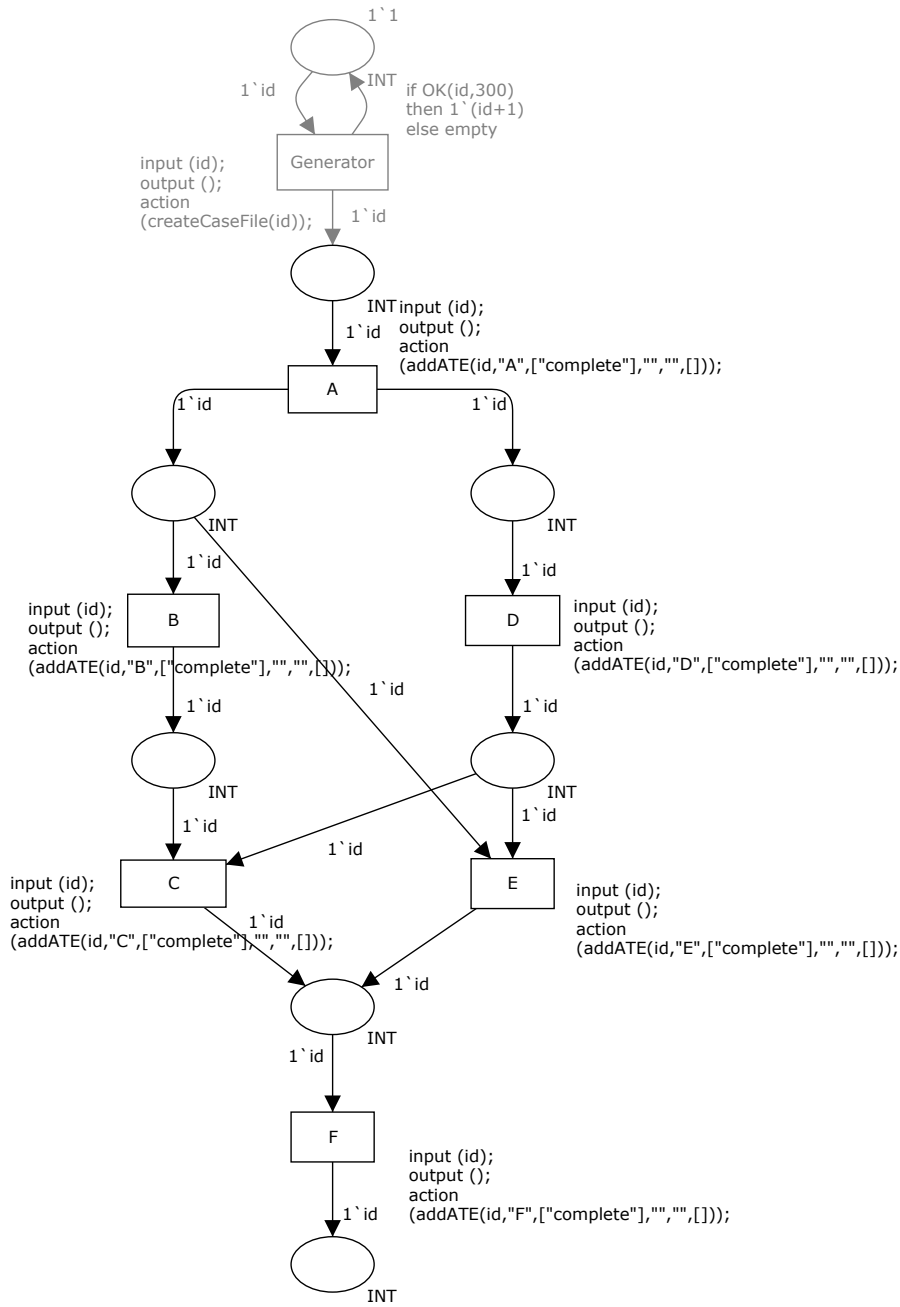 1`1
INT
1`id
if OK(id,300)
then 1`(id+1)
else empty
Generator
input (id);
output ();
action
(createCaseFile(id));
1`id
INT
input (id);
output ();
action
(addATE(id,"A",["complete"],"","",[]));
1`id
A
1`id
1`id
INT
INT
1`id
1`id
input (id);
output ();
action
(addATE(id,"B",["complete"],"","",[]));
B
D
input (id);
output ();
action
(addATE(id,"D",["complete"],"","",[]));
1`id
1`id
1`id
INT
INT
1`id
1`id
1`id
input (id);
output ();
action
(addATE(id,"C",["complete"],"","",[]));
C
E
input (id);
output ();
action
(addATE(id,"E",["complete"],"","",[]));
1`id
1`id
INT
1`id
F
input (id);
output ();
action
(addATE(id,"F",["complete"],"","",[]));
1`id
INT